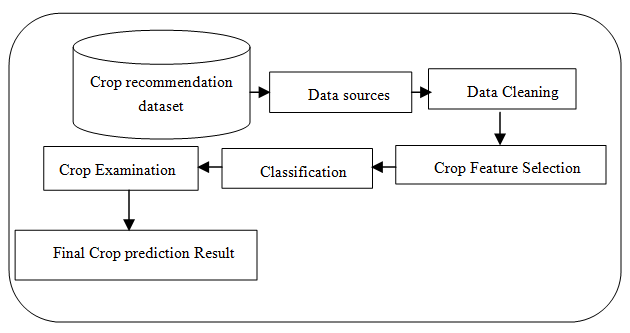 Crop recommendation
dataset
Data sources
Data Cleaning
Crop Feature Selection
Classification
Crop Examination
Final Crop prediction Result